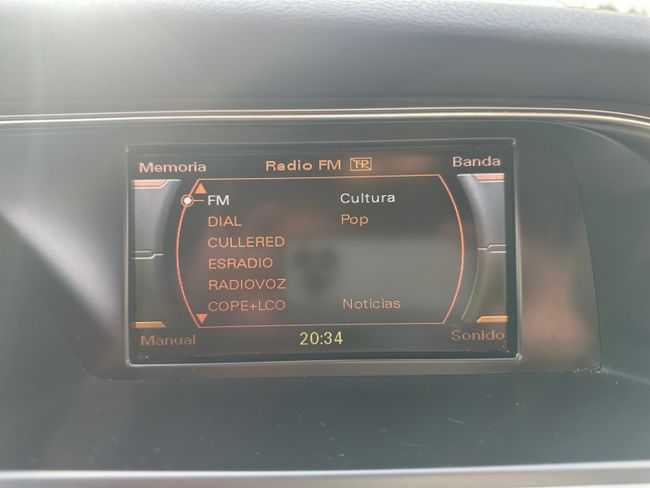 Memoria Radio FM TP Banda
FM Cultura
DIAL Pop
CULLERED
ESRADIO
RADIOVOZ
COPE+LCO Noticias
Manual 20:34 Sonido